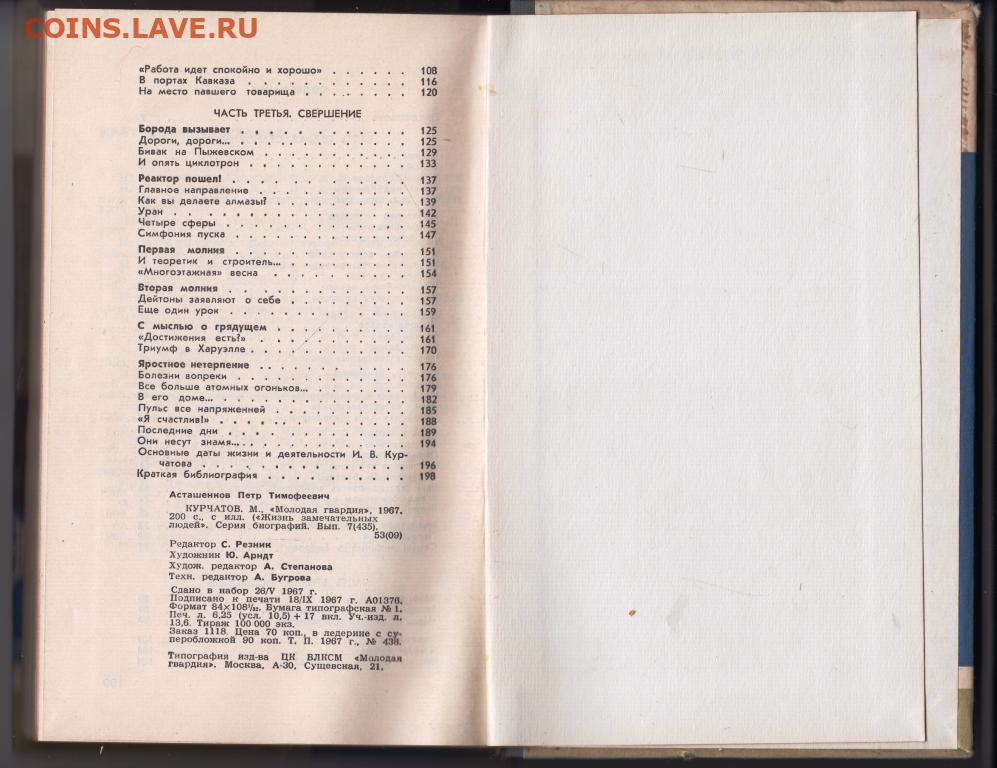 COINS.LAVE.RU
«Работа идет спокойно и хорошо» . . . . . . 108
В портах Кавказа . . . . . . . . . . 116
На место павшего товарища . . . . . . . . 120
ЧАСТЬ ТРЕТЬЯ. СВЕРШЕНИЕ
Борода вызывает . . . . . . . . . . . 125
Дороги, дороги... . . . . . . . . . . . 125
Бивак на Пыжевском . . . . . . . . . . 129
И опять циклотрон . . . . . . . . . . 133
Реактор пошел! . . . . . . . . . . . 137
Главное направление . . . . . . . . . . 137
Как вы делаете алмазы? . . . . . . . . . 139
Уран . . . . . . . . . . . . . 142
Четыре сферы . . . . . . . . . . . 145
Симфония пуска . . . . . . . . . . . 147
Первая молния . . . . . . . . . . . 151
И теоретик и строитель... . . . . . . . . 151
«Многоэтажная» весна . . . . . . . . . 154
Вторая молния . . . . . . . . . . . 157
Дейтоны заявляют о себе . . . . . . . . 157
Еще один урок . . . . . . . . . . . 159
С мыслью о грядущем . . . . . . . . . 161
«Достижения есть?» . . . . . . . . . . 161
Триумф в Харуэлле . . . . . . . . . . 170
Яростное нетерпение . . . . . . . . . . 176
Болезни вопреки . . . . . . . . . . . 176
Все больше атомных огоньков... . . . . . . . 179
В его доме... . . . . . . . . . . . 182
Пульс все напряженней . . . . . . . . . 185
«Я счастлив!» . . . . . . . . . . . 188
Последние дни . . . . . . . . . . . 189
Они несут знамя... . . . . . . . . . . 194
Основные даты жизни и деятельности И. В. Кур-
чатова . . . . . . . . . . . . 196
Краткая библиография . . . . . . . . . 198
Асташенков Петр Тимофеевич
КУРЧАТОВ. М., «Молодая гвардия», 1967.
200 с., с илл. («Жизнь замечательных
людей». Серия биографий. Вып. 7(435).
53(09)
Редактор С. Резник
Художник Ю. Арндт
Худож. редактор А. Степанова
Техн. редактор А. Бугрова
Сдано в набор 26/V 1967 г.
Подписано к печати 18/IX 1967 г. А01376.
Формат 84×108¹/₃₂. Бумага типографская № 1.
Печ. л. 6,25 (усл. 10,5) + 17 вкл. Уч.-изд. л.
13,6. Тираж 100 000 экз.
Заказ 1118. Цена 70 коп., в ледерине с су-
перобложкой 90 коп. Т. П. 1967 г., № 438.
Типография изд-ва ЦК ВЛКСМ «Молодая
гвардия». Москва, А-30, Сущевская, 21.